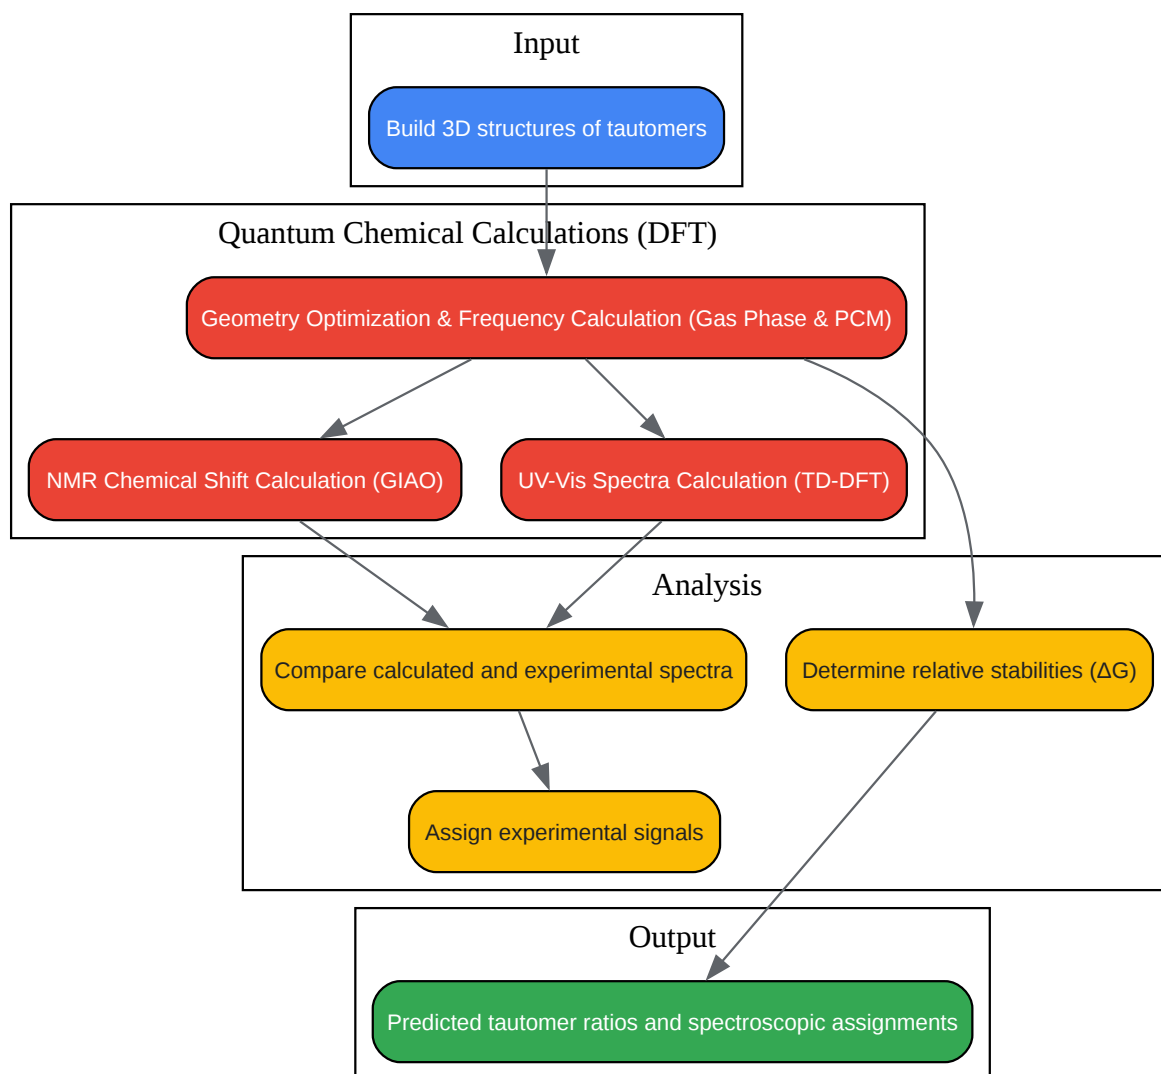 Input
Build 3D structures of tautomers
Quantum Chemical Calculations (DFT)
Geometry Optimization & Frequency Calculation (Gas Phase & PCM)
NMR Chemical Shift Calculation (GIAO)
UV-Vis Spectra Calculation (TD-DFT)
Analysis
Compare calculated and experimental spectra
Determine relative stabilities (ΔG)
Assign experimental signals
Output
Predicted tautomer ratios and spectroscopic assignments